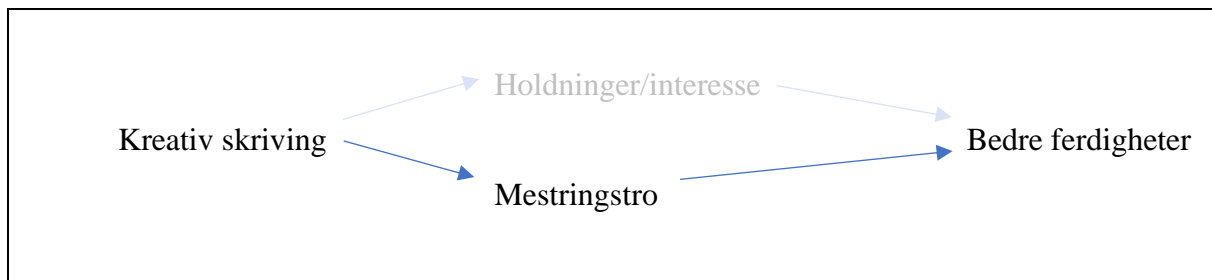 Holdninger/interesse
Kreativ skriving
Bedre ferdigheter
Mestringstro